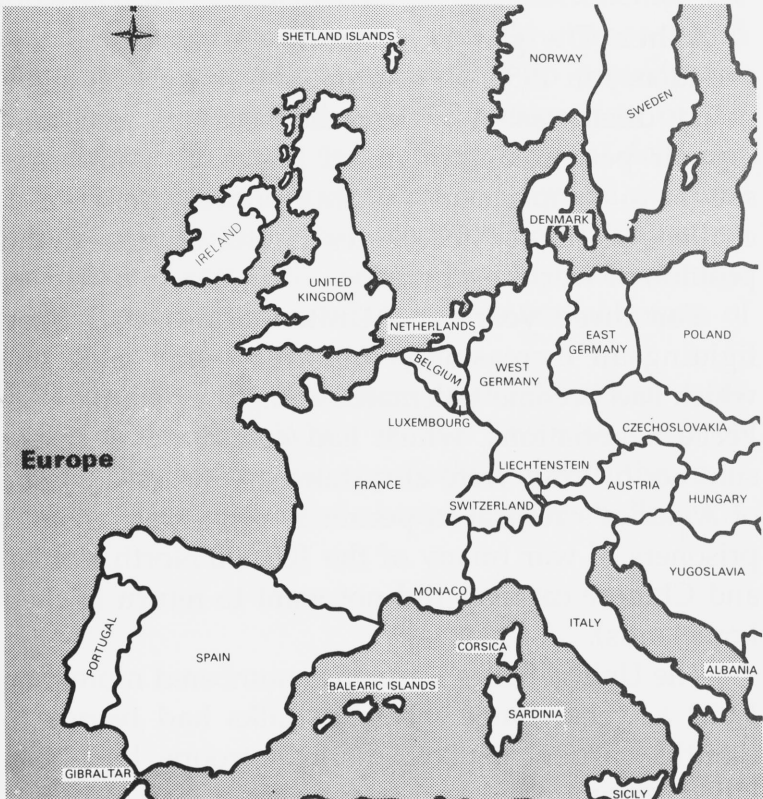 SHETLAND ISLANDS
NORWAY
SWEDEN
DENMARK
IRELAND
UNITED
KINGDOM
NETHERLANDS
EAST
GERMANY
POLAND
BELGIUM
WEST
GERMANY
LUXEMBOURG
CZECHOSLOVAKIA
Europe
LIECHTENSTEIN
FRANCE
AUSTRIA
SWITZERLAND
HUNGARY
YUGOSLAVIA
MONACO
ITALY
PORTUGAL
SPAIN
CORSICA
ALBANIA
BALEARIC ISLANDS
SARDINIA
GIBRALTAR
SICILY